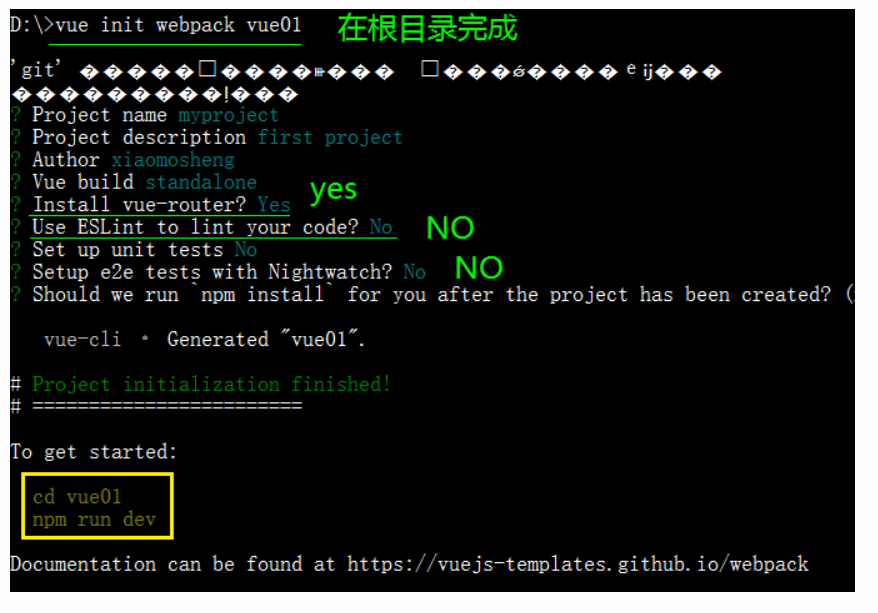 D:\>vue init webpack vue01 在根目录完成
'git'
? Project name myproject
? Project description first project
? Author xiaomosheng
? Vue build standalone
? Install vue-router? Yes yes
? Use ESLint to lint your code? No NO
? Set up unit tests No
? Setup e2e tests with Nightwatch? No NO
? Should we run `npm install` for you after the project has been created? (
vue-cli · Generated "vue01".
# Project initialization finished!
# ========================
To get started:
cd vue01
npm run dev
Documentation can be found at https://vuejs-templates.github.io/webpack